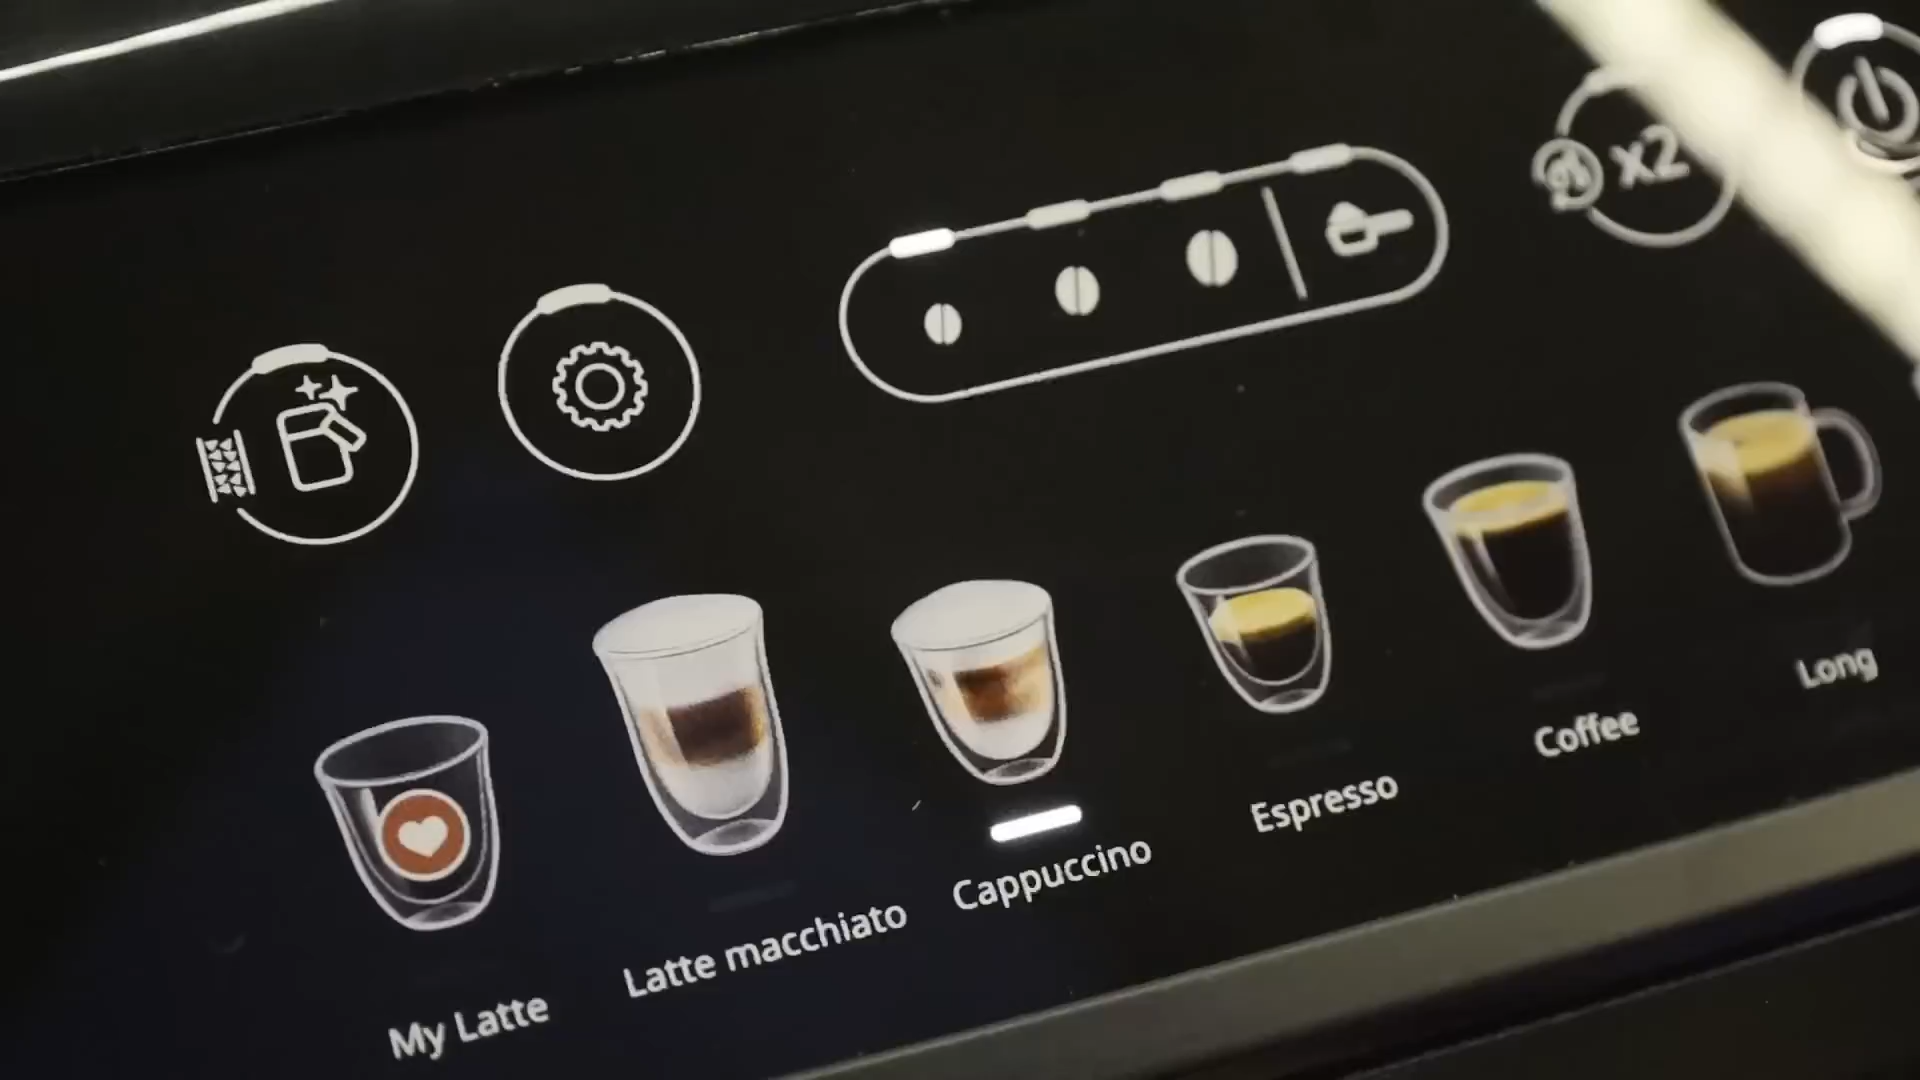 X2
My Latte
Latte macchiato
Cappuccino
Espresso
Coffee
Long